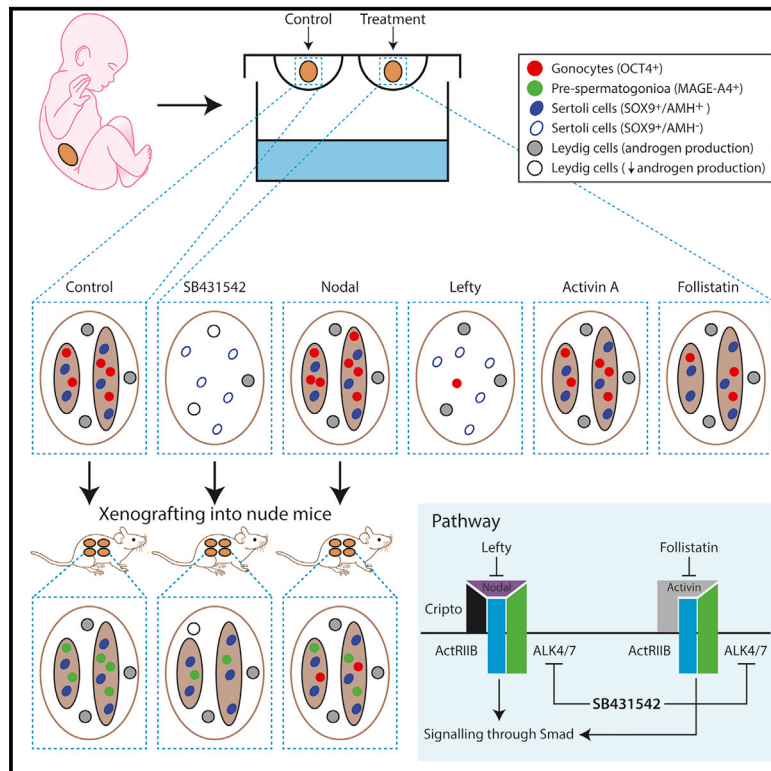 Control Treatment
Gonocytes (OCT4+)
Pre-spermatogonioa (MAGE-A4+)
Sertoli cells (SOX9+/AMH+)
Sertoli cells (SOX9+/AMH-)
Leydig cells (androgen production)
Leydig cells (↓ androgen production)
Control SB431542 Nodal Lefty Activin A Follistatin
Xenografting into nude mice
Pathway
Lefty Follistatin
Nodal Activin
Cripto
ActRIIB ALK4/7 ActRIIB ALK4/7
SB431542
Signalling through Smad